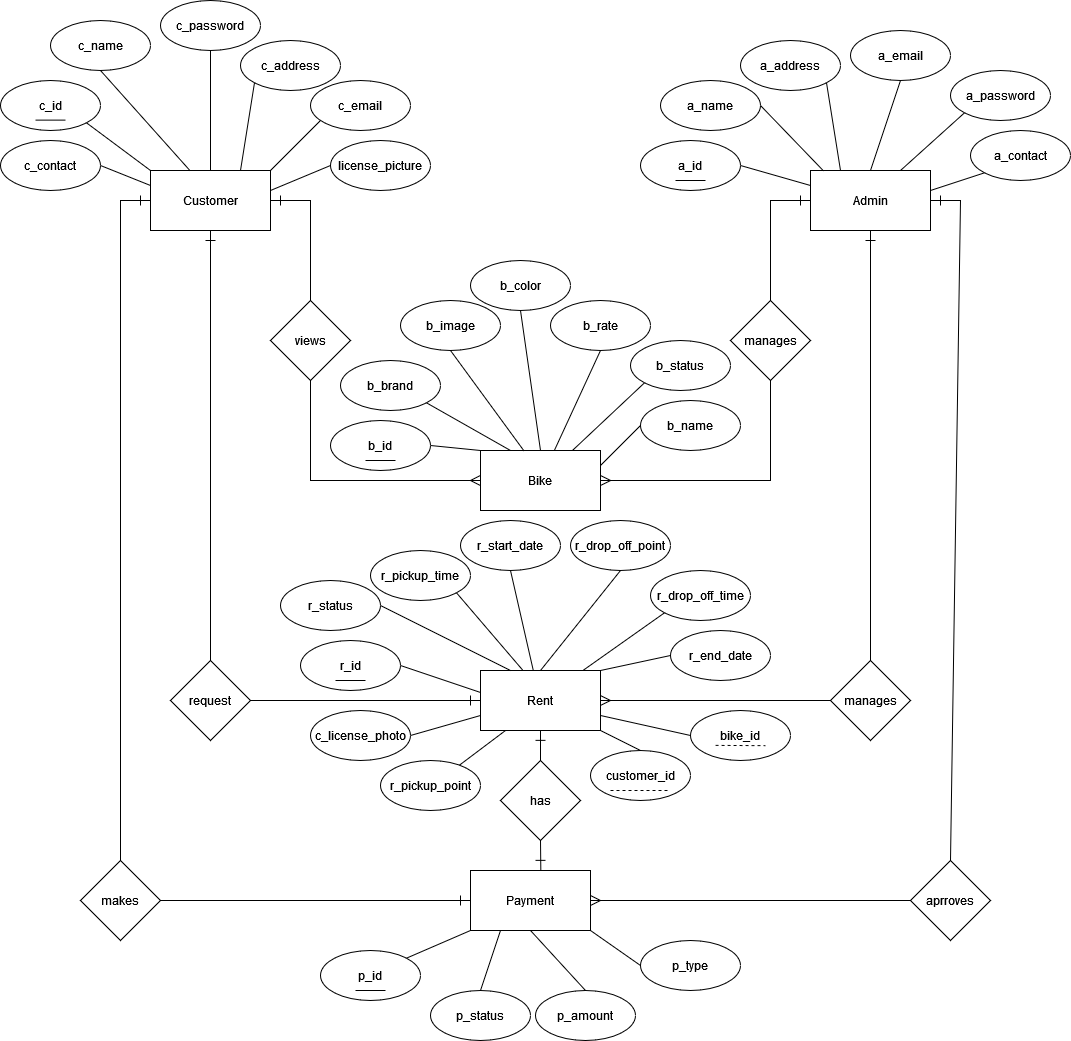 c_password
c_name
c_address
c_id
c_email
c_contact
license_picture
Customer
a_email
a_address
a_name
a_password
a_id
a_contact
Admin
views
manages
b_color
b_image
b_rate
b_brand
b_status
b_id
b_name
Bike
r_start_date
r_drop_off_point
r_pickup_time
r_status
r_drop_off_time
r_id
r_end_date
request
Rent
manages
c_license_photo
bike_id
r_pickup_point
customer_id
has
makes
Payment
aprroves
p_id
p_type
p_status
p_amount